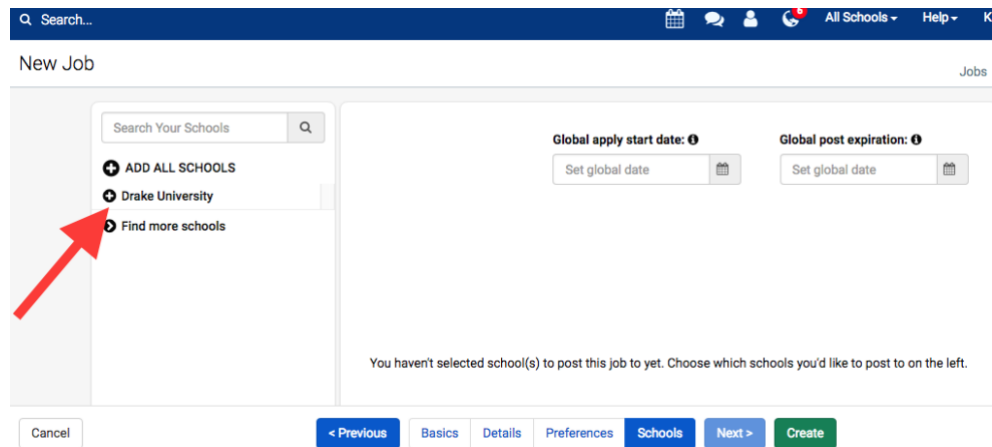 Search...
6
All Schools
Help
K
New Job
Jobs
Search Your Schools
ADD ALL SCHOOLS
Drake University
Find more schools
Global apply start date:
Global post expiration:
Set global date
Set global date
You haven't selected school(s) to post this job to yet. Choose which schools you'd like to post to on the left.
Cancel
< Previous
Basics
Details
Preferences
Schools
Next >
Create